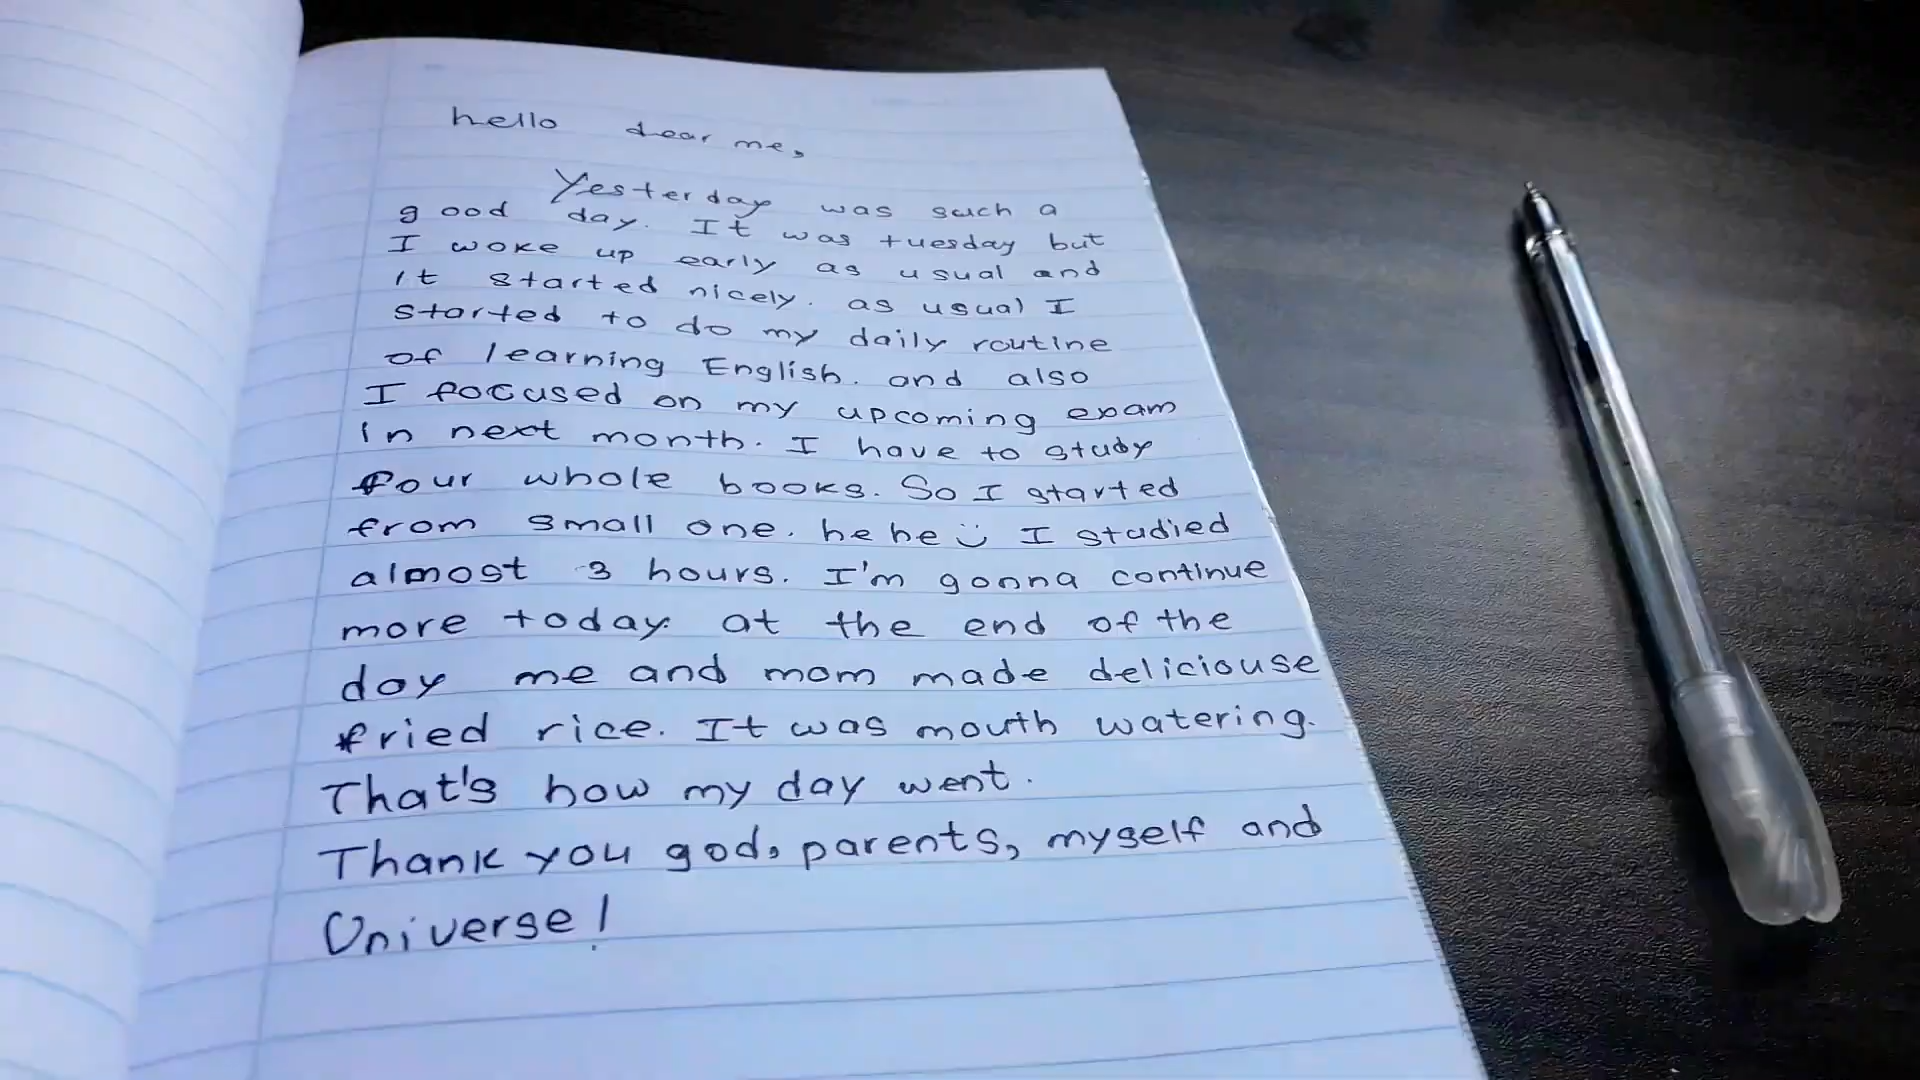 hello dear me,
Yesterday was such a
good day. It was tuesday but
I woke up early as usual and
it started nicely. as usual I
started to do my daily routine
of learning English. and also
I focused on my upcoming exam
in next month. I have to study
four whole books. So I started
from small one. hehe :) I studied
almost 3 hours. I'm gonna continue
more today. at the end of the
day me and mom made deliciouse
fried rice. It was mouth watering.
That's how my day went.
Thank you god, parents, myself and
Universe!